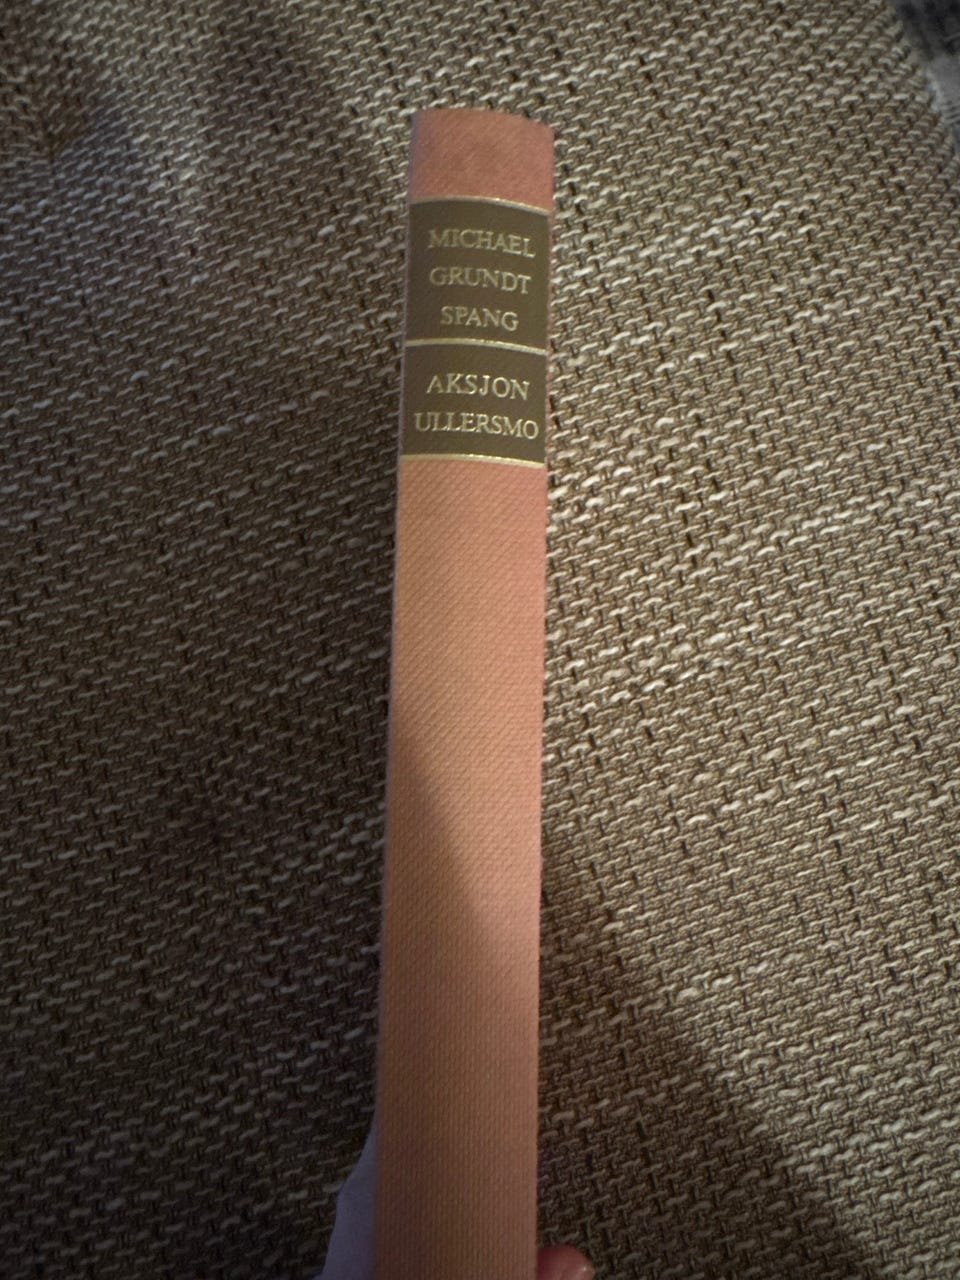 MICHAEL
GRUNDT
SPANG
AKSJON
ULLERSMO